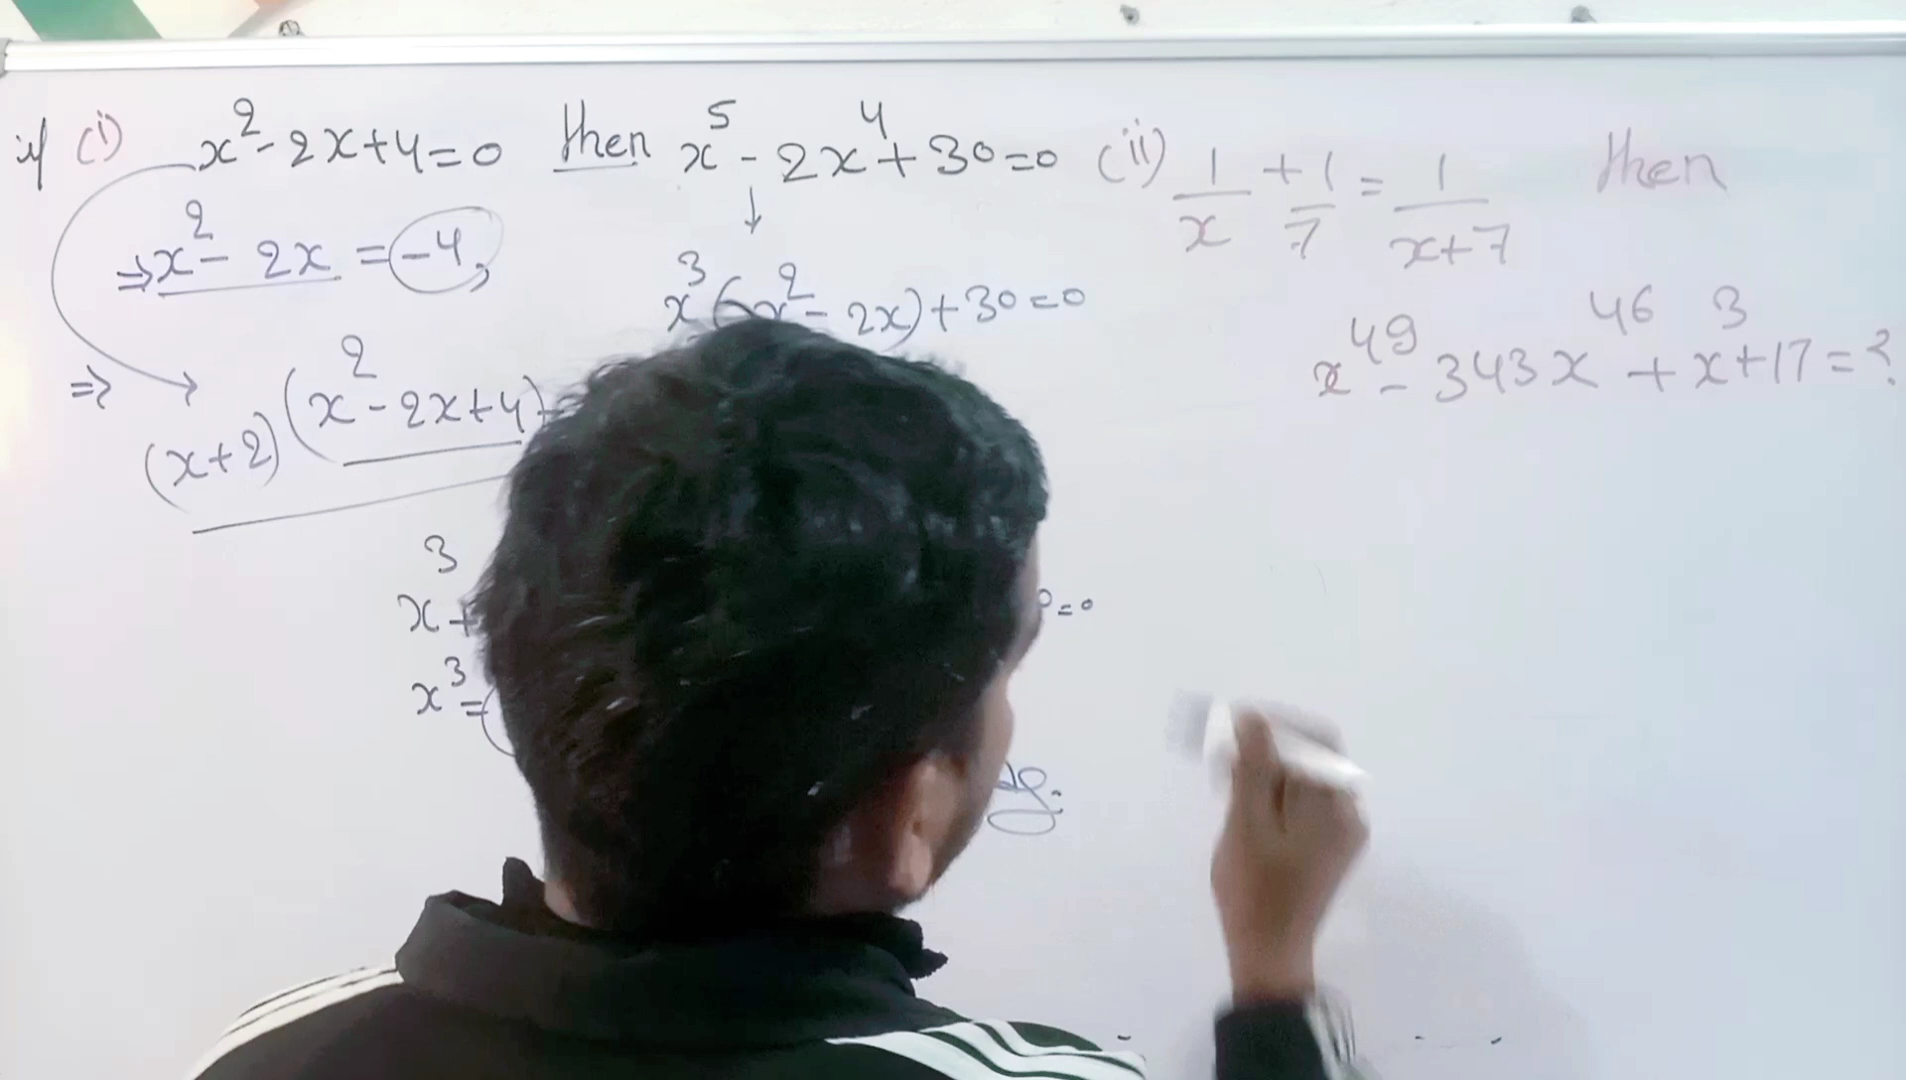 if (i) x²-2x+4=0 then x⁵-2x⁴+30=0
⇒x²-2x=-4,
↓
x³(x²-2x)+30=0
⇒ (x+2)(x²-2x+4)
x³+
=0
x³=(
(ii) 1/x+1/7=1/x+7 then
x⁴⁹-343x⁴⁶+x³+17=?